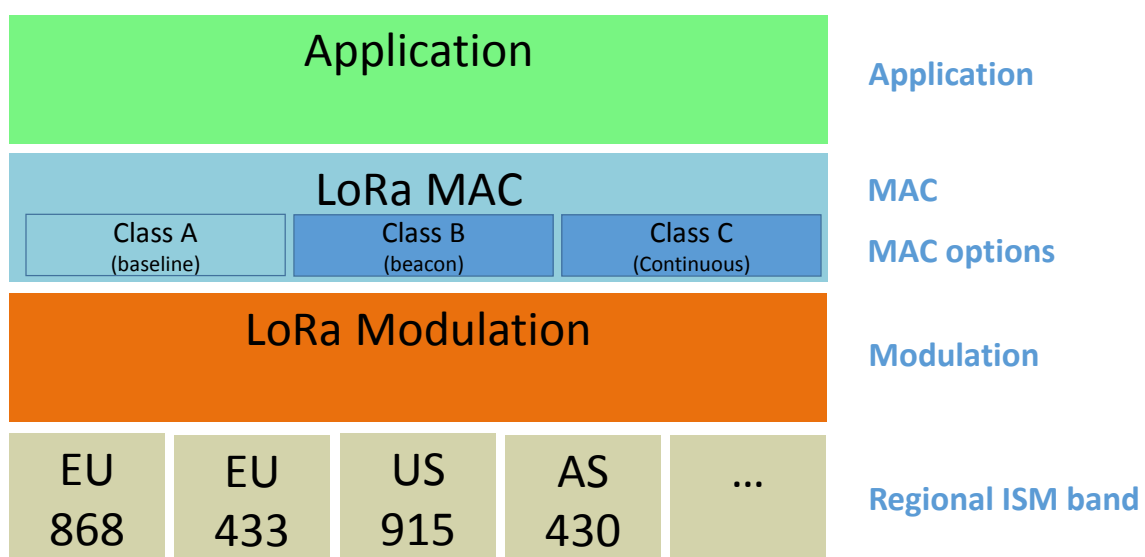 Application
Application
LoRa MAC
MAC
Class A
(baseline)
Class B
(beacon)
Class C
(Continuous)
MAC options
LoRa Modulation
Modulation
EU
868
EU
433
US
915
AS
430
...
Regional ISM band